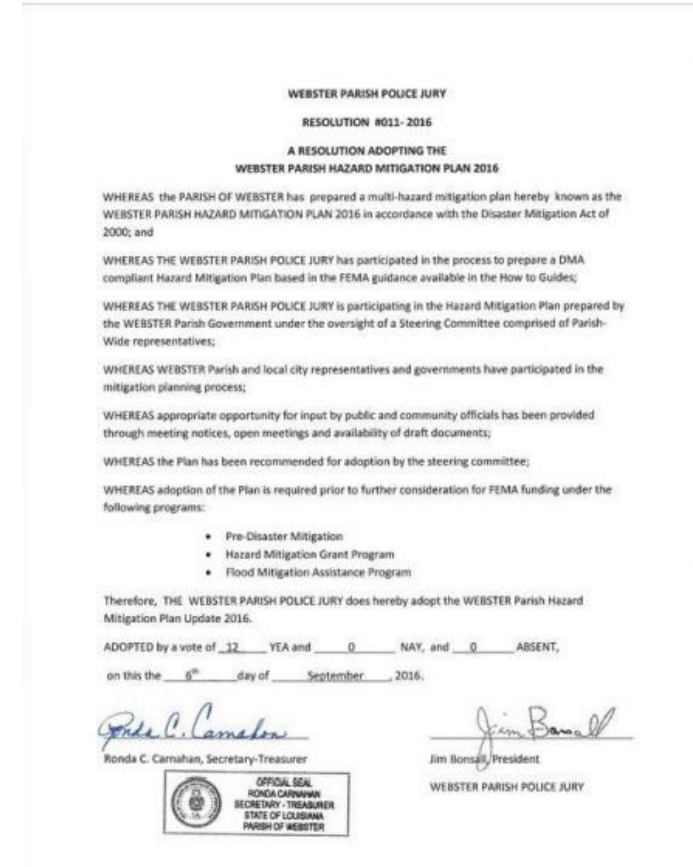 WEBSTER PARISH POLICE JURY
RESOLUTION #011- 2016
A RESOLUTION ADOPTING THE
WEBSTER PARISH HAZARD MITIGATION PLAN 2016
WHEREAS the PARISH OF WEBSTER has prepared a multi-hazard mitigation plan hereby known as the
WEBSTER PARISH HAZARD MITIGATION PLAN 2016 in accordance with the Disaster Mitigation Act of
2000; and
WHEREAS THE WEBSTER PARISH POLICE JURY has participated in the process to prepare a DMA
compliant Hazard Mitigation Plan based in the FEMA guidance available in the How to Guides;
WHEREAS THE WEBSTER PARISH POLICE JURY is participating in the Hazard Mitigation Plan prepared by
the WEBSTER Parish Government under the oversight of a Steering Committee comprised of Parish-
Wide representatives;
WHEREAS WEBSTER Parish and local city representatives and governments have participated in the
mitigation planning process;
WHEREAS appropriate opportunity for input by public and community officials has been provided
through meeting notices, open meetings and availability of draft documents;
WHEREAS the Plan has been recommended for adoption by the steering committee;
WHEREAS adoption of the Plan is required prior to further consideration for FEMA funding under the
following programs:
• Pre-Disaster Mitigation
• Hazard Mitigation Grant Program
• Flood Mitigation Assistance Program
Therefore, THE WEBSTER PARISH POLICE JURY does hereby adopt the WEBSTER Parish Hazard
Mitigation Plan Update 2016.
ADOPTED by a vote of 12 YEA and 0 NAY, and 0 ABSENT,
on this the 6th day of September, 2016.
Ronda C. Carnahan Jim Bonsall
Ronda C. Carnahan, Secretary-Treasurer Jim Bonsall, President
WEBSTER PARISH POLICE JURY
OFFICIAL SEAL
RONDA CARNAHAN
SECRETARY - TREASURER
STATE OF LOUISIANA
PARISH OF WEBSTER